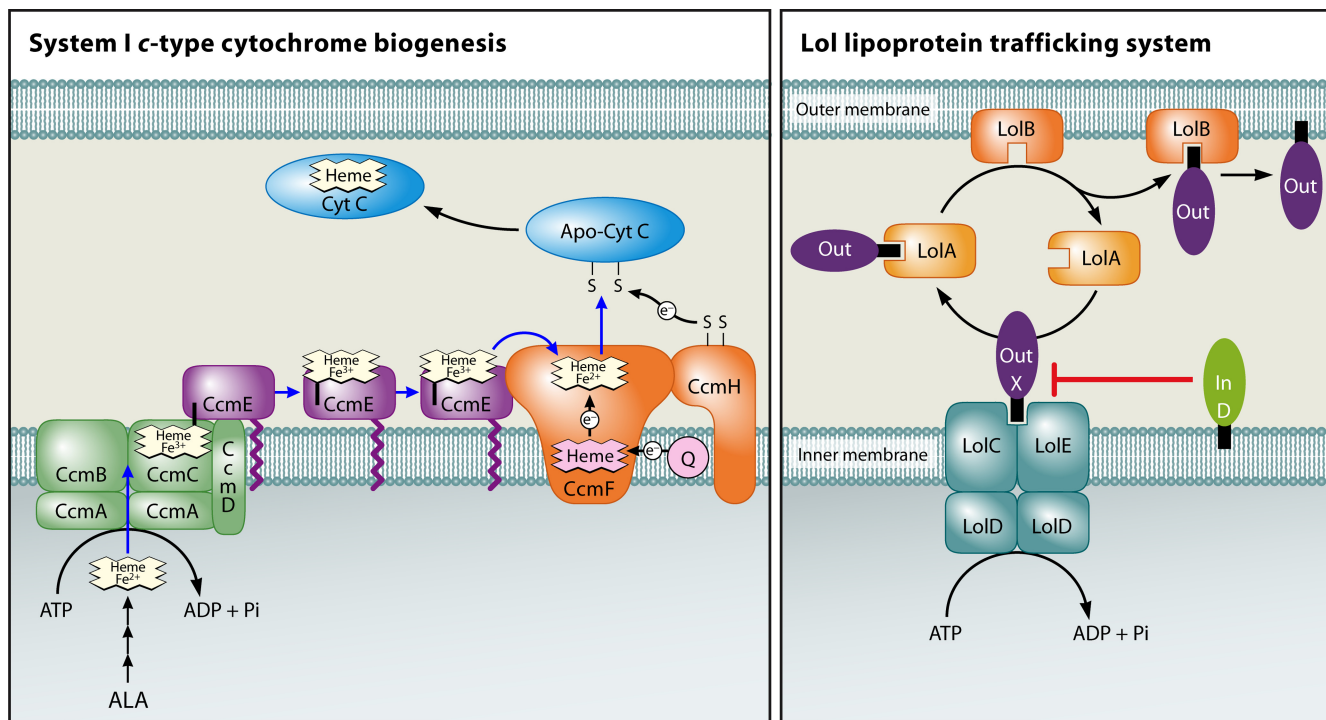 System I c-type cytochrome biogenesis
Heme
Cyt C
Apo-Cyt C
S S
e–
S S
Heme
Fe3+
Heme
Fe3+
Heme
Fe2+
CcmE
CcmE
CcmE
CcmH
Heme
Fe3+
e–
CcmB
CcmC
CcmD
Heme
e–
Q
CcmF
CcmA
CcmA
Heme
Fe2+
ATP
ADP + Pi
ALA
Lol lipoprotein trafficking system
Outer membrane
LolB
LolB
Out
Out
Out
LolA
LolA
Out
X
In
D
LolC
LolE
Inner membrane
LolD
LolD
ATP
ADP + Pi